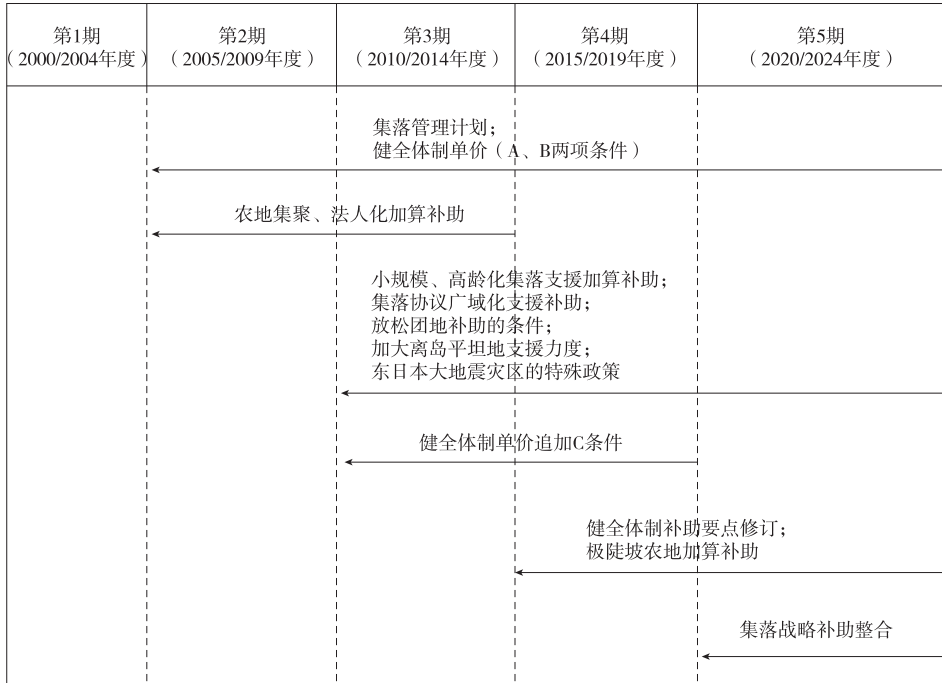 第1期
（2000/2004年度）
第2期
（2005/2009年度）
第3期
（2010/2014年度）
第4期
（2015/2019年度）
第5期
（2020/2024年度）
集落管理计划；
健全体制单价（A、B两项条件）
农地集聚、法人化加算补助
小规模、高龄化集落支援加算补助；
集落协议广域化支援补助；
放松团地补助的条件；
加大离岛平坦地支援力度；
东日本大地震灾区的特殊政策
健全体制单价追加C条件
健全体制补助要点修订；
极陡坡农地加算补助
集落战略补助整合